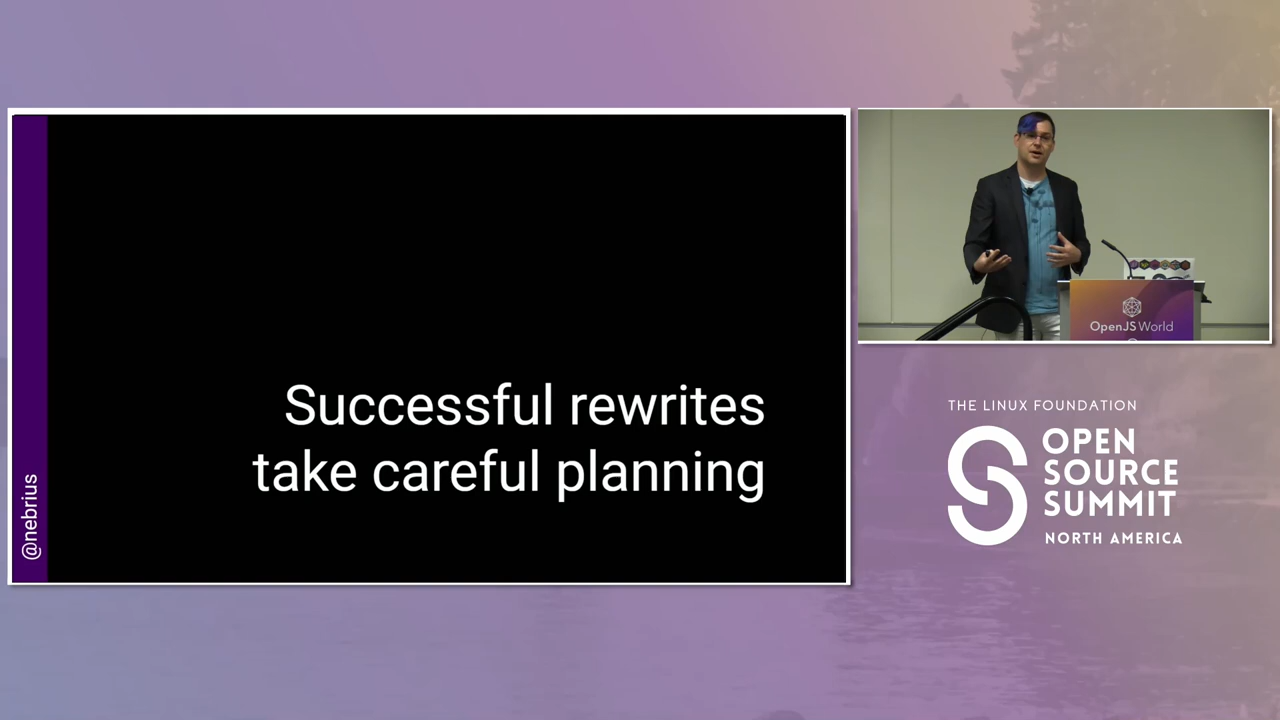 Successful rewrites
take careful planning
@nebrius
OpenJS World
THE LINUX FOUNDATION
OPEN
SOURCE
SUMMIT
NORTH AMERICA